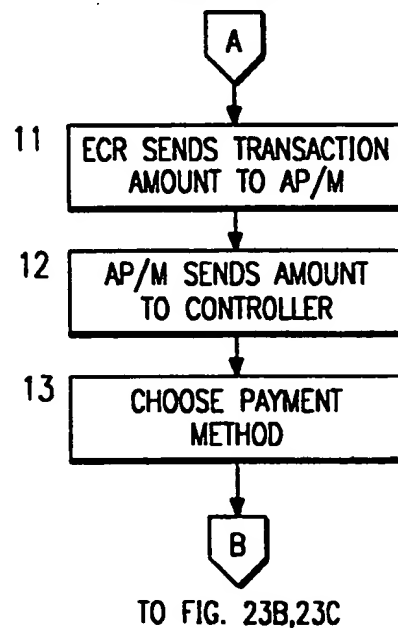 A
11
ECR SENDS TRANSACTION
AMOUNT TO AP/M
12
AP/M SENDS AMOUNT
TO CONTROLLER
13
CHOOSE PAYMENT
METHOD
B
TO FIG. 23B,23C